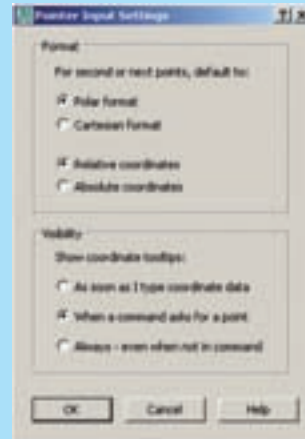 Pointer Input Settings
Format
For second or next points, default to:
Polar format
Cartesian format
Relative coordinates
Absolute coordinates
Visibility
Show coordinate tooltips:
As soon as I type coordinate data
When a command asks for a point
Always - even when not in command
OK Cancel Help